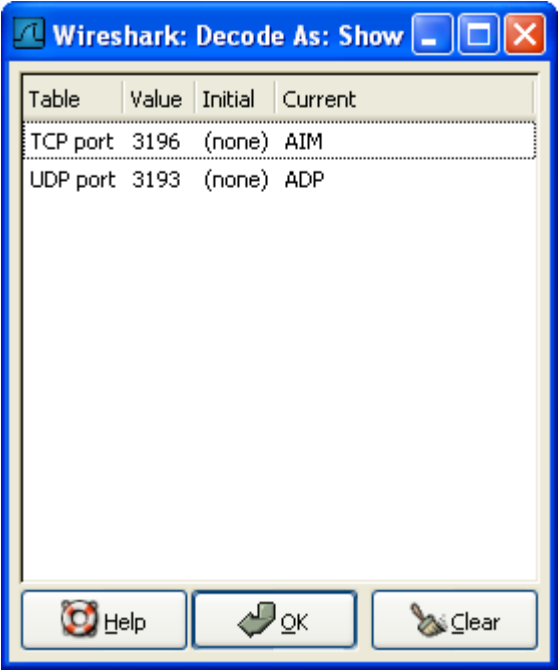 Wireshark: Decode As: Show
Table Value Initial Current
TCP port 3196 (none) AIM
UDP port 3193 (none) ADP
Help OK Clear